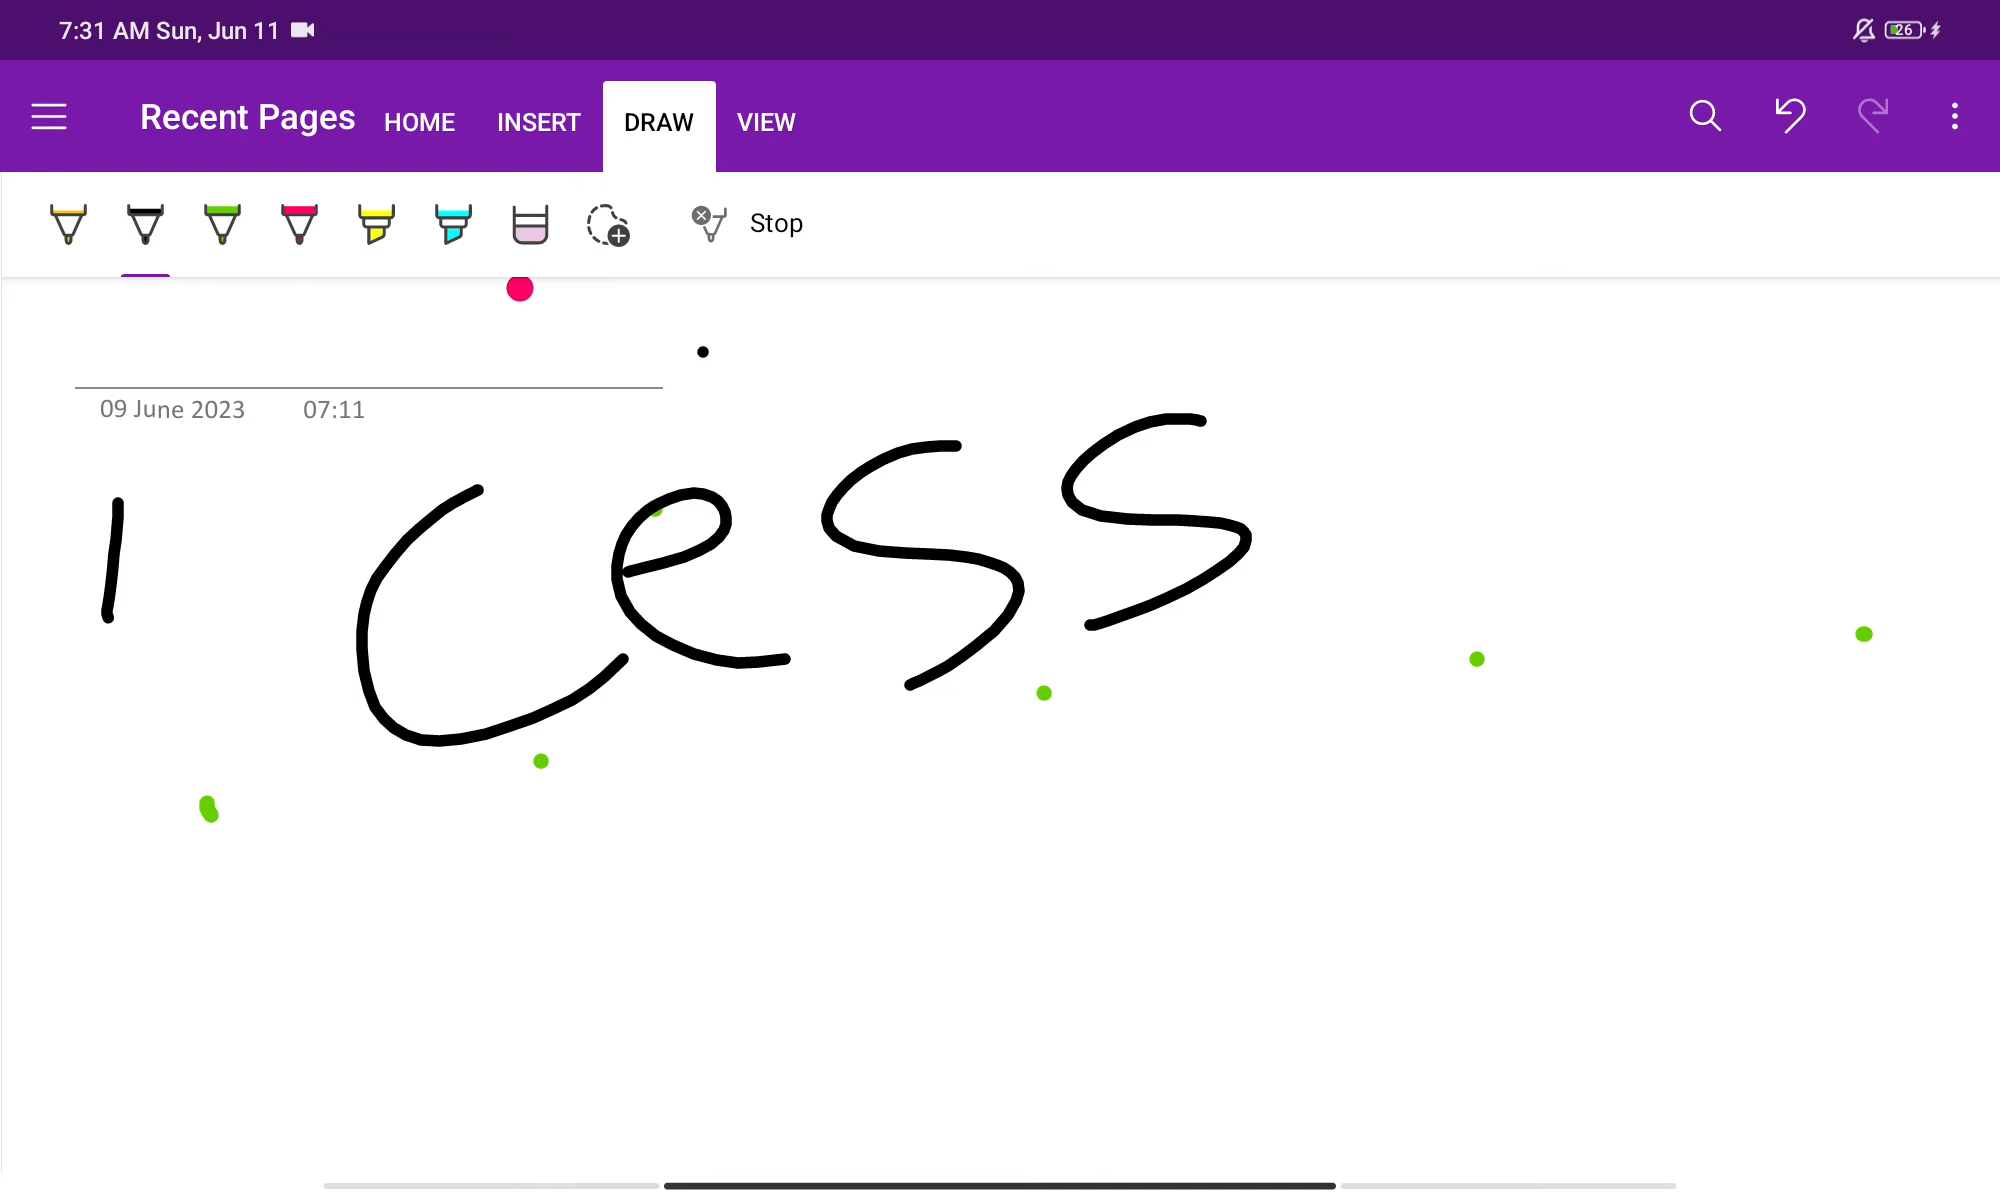 7:31 AM Sun, Jun 11 26
Recent Pages HOME INSERT DRAW VIEW
Stop
09 June 2023 07:11
I Cess